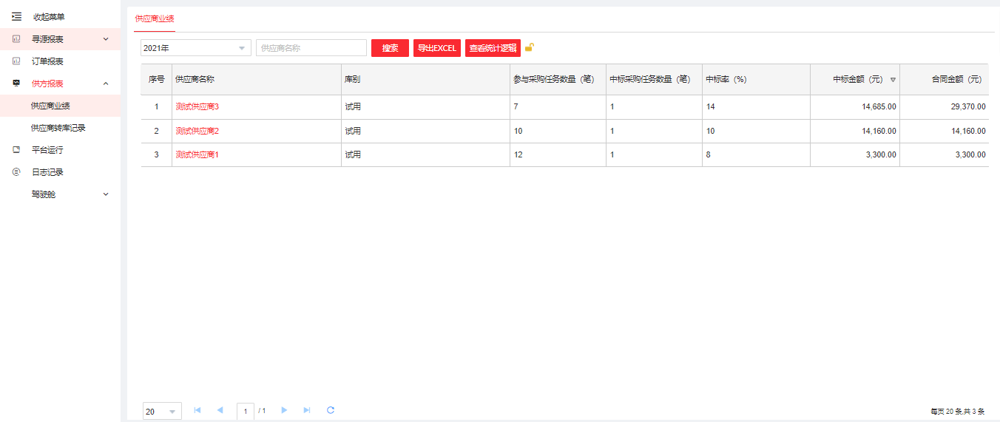 收起菜单
寻源报表
订单报表
供方报表
供应商业绩
供应商转库记录
平台运行
日志记录
驾驶舱
供应商业绩
2021年 供应商名称 搜索 导出EXCEL 查看统计逻辑
序号 供应商名称 库别 参与采购任务数量（笔） 中标采购任务数量（笔） 中标率（%） 中标金额（元） 合同金额（元）
1 测试供应商3 试用 7 1 14 14,685.00 29,370.00
2 测试供应商2 试用 10 1 10 14,160.00 14,160.00
3 测试供应商1 试用 12 1 8 3,300.00 3,300.00
20 1 / 1 每页 20 条,共 3 条